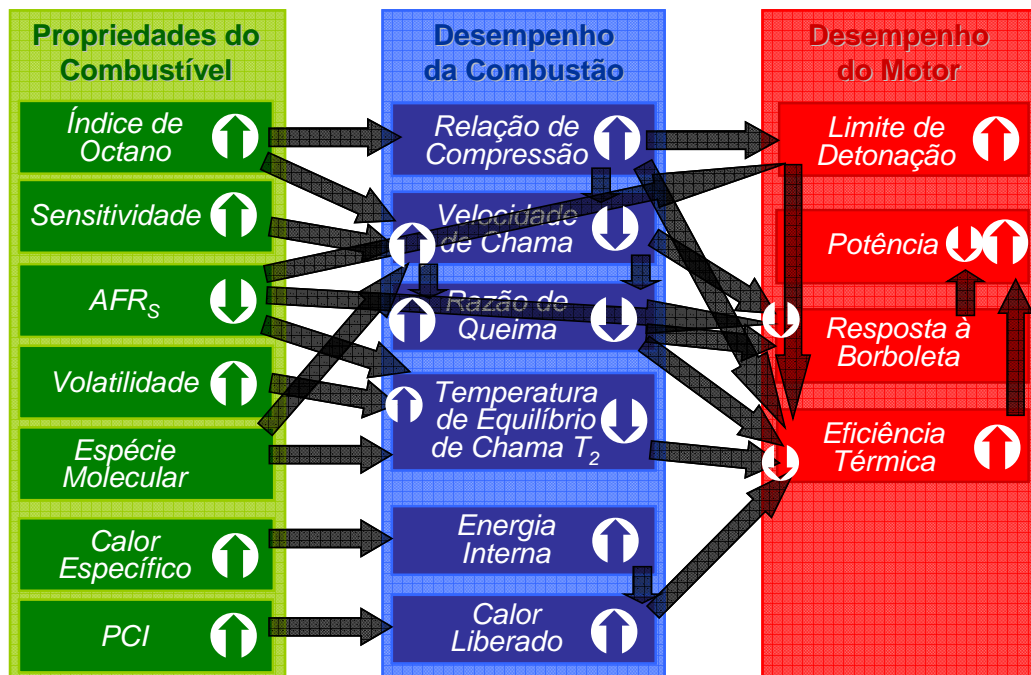 Propriedades do
Combustível
Índice de
Octano
Sensitividade
AFRS
Volatilidade
Espécie
Molecular
Calor
Específico
PCI
Desempenho
da Combustão
Relação de
Compressão
Velocidade
de Chama
Razão de
Queima
Temperatura
de Equilíbrio
de Chama T2
Energia
Interna
Calor
Liberado
Desempenho
do Motor
Limite de
Detonação
Potência
Resposta à
Borboleta
Eficiência
Térmica